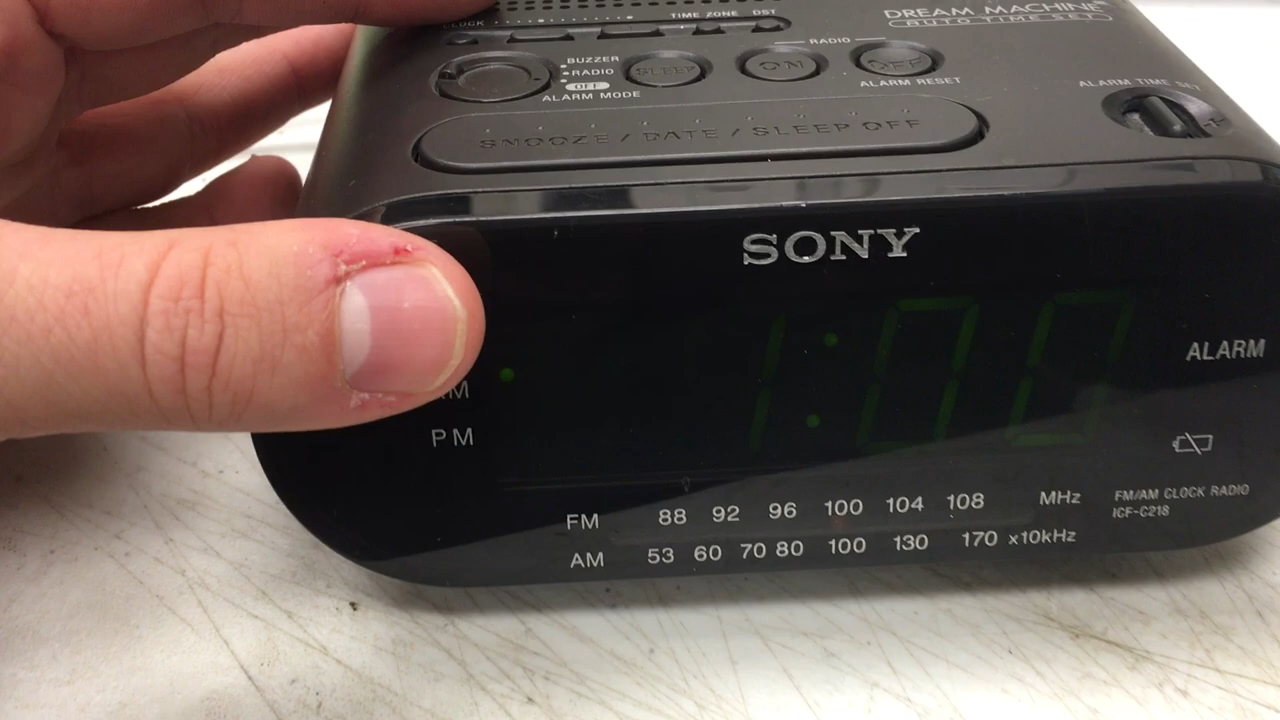 CLOCK
TIME ZONE DST
DREAM MACHINE
AUTO TIME SET
BUZZER
RADIO
OFF
ALARM MODE
SLEEP
RADIO
ON
OFF
ALARM RESET
ALARM TIME SET
- +
SNOOZE / DATE / SLEEP OFF
SONY
1:00
ALARM
PM
FM 88 92 96 100 104 108 MHz
AM 53 60 70 80 100 130 170 x10kHz
FM/AM CLOCK RADIO
ICF-C218